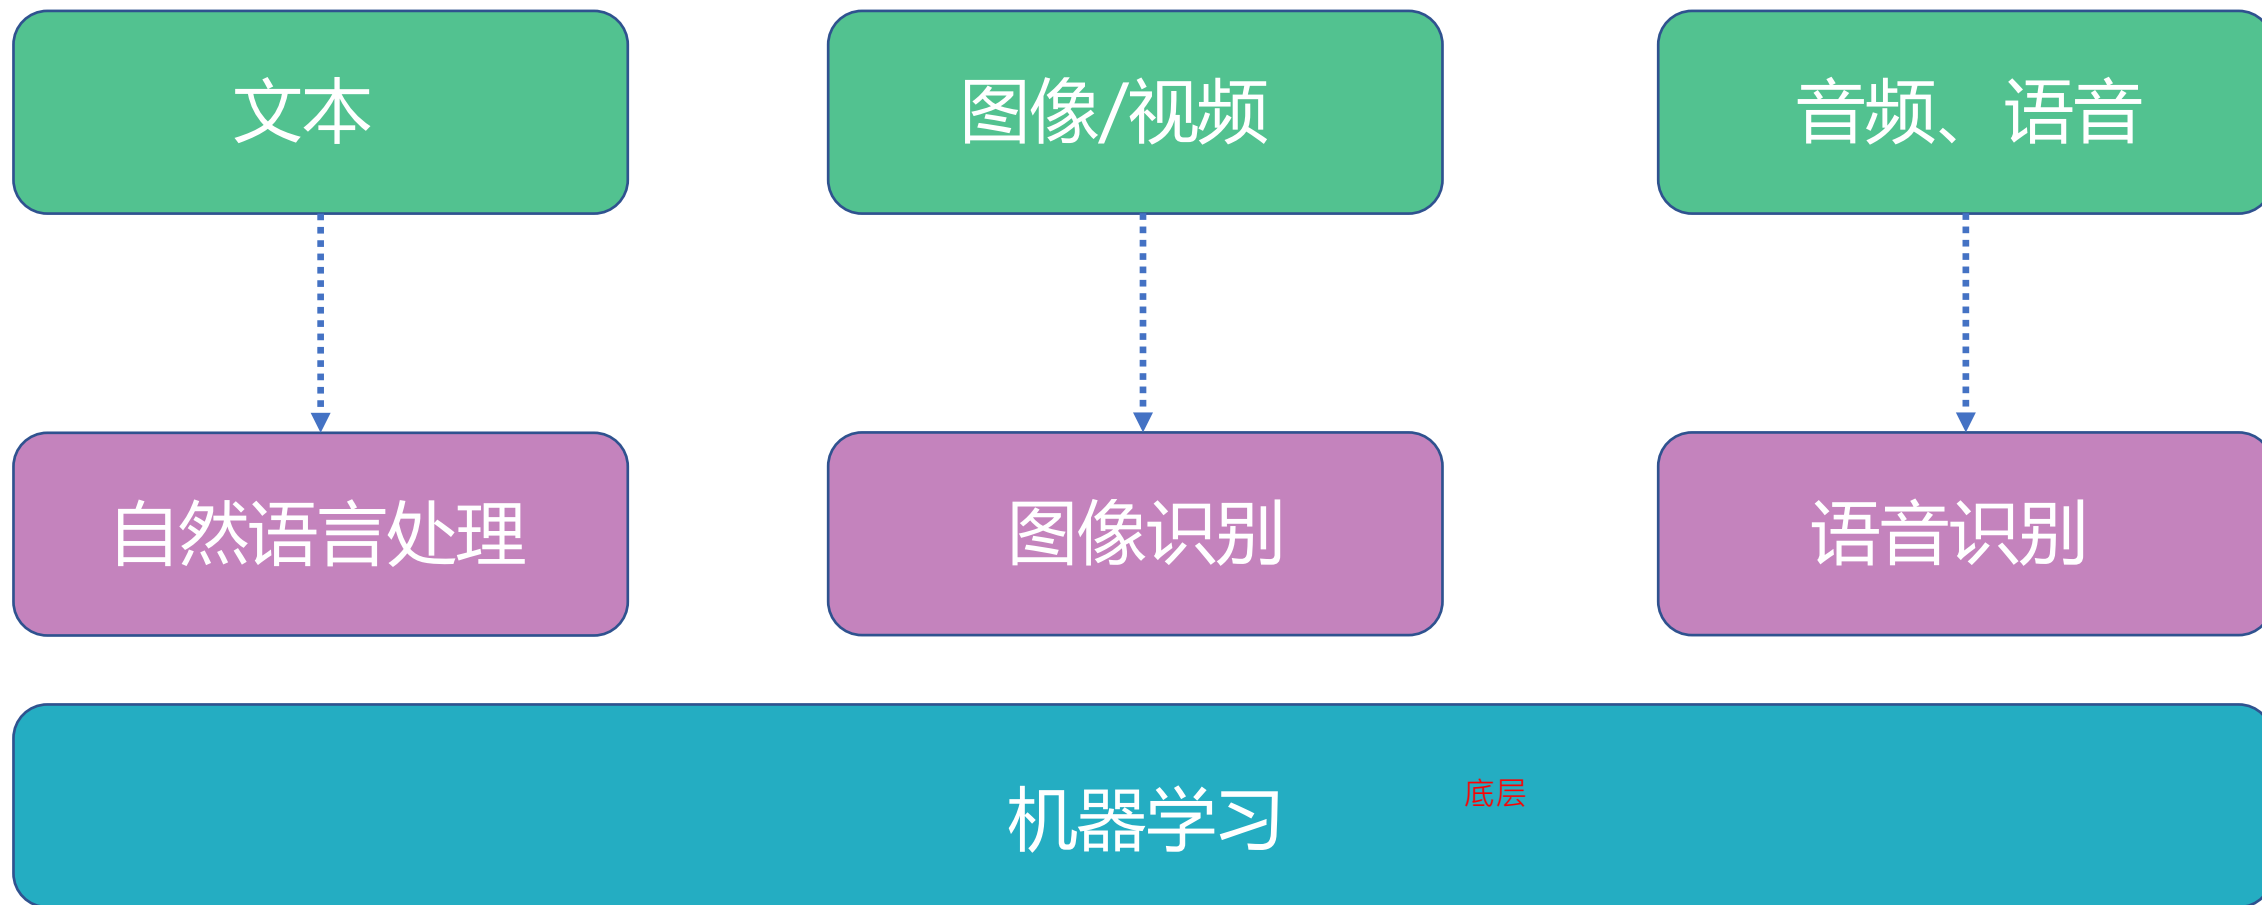 文本
图像/视频
音频、语音
自然语言处理
图像识别
语音识别
机器学习
底层